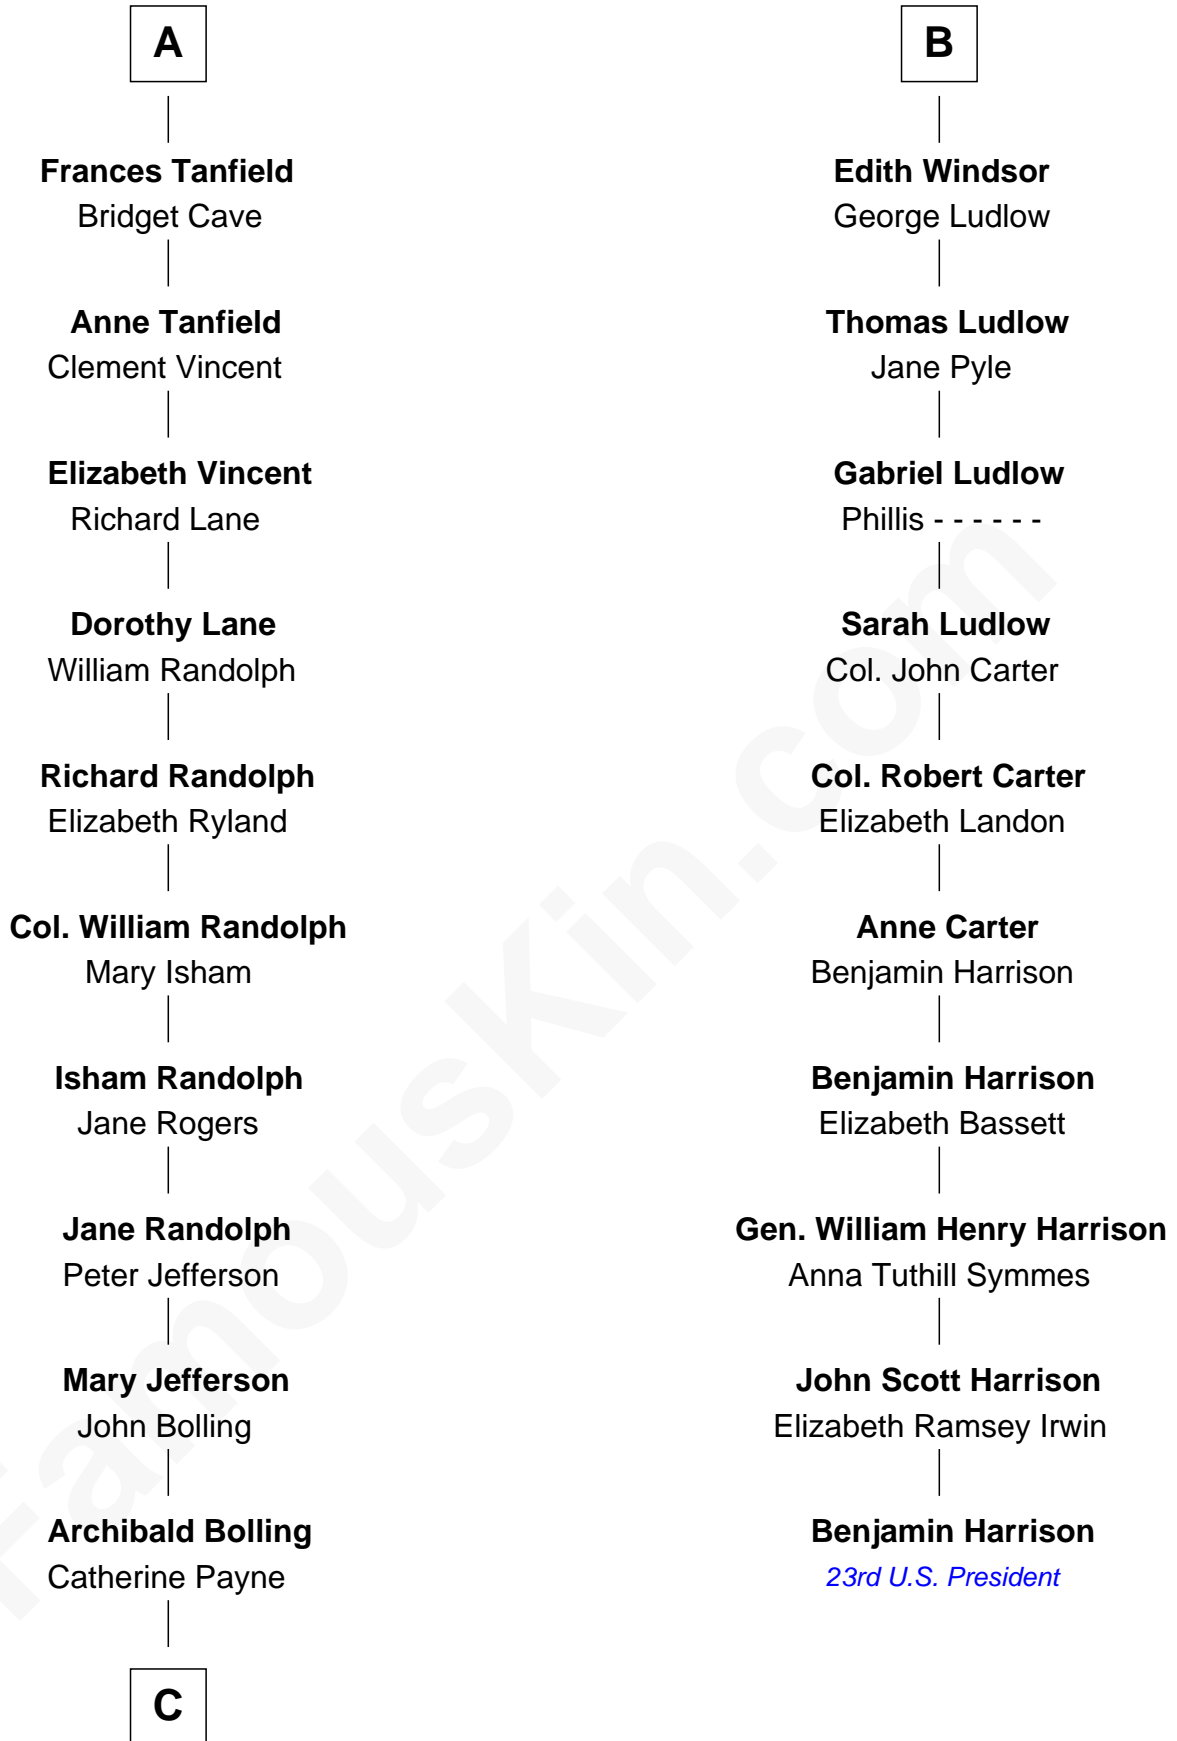 A
Frances Tanfield
Bridget Cave
Anne Tanfield
Clement Vincent
Elizabeth Vincent
Richard Lane
Dorothy Lane
William Randolph
Richard Randolph
Elizabeth Ryland
Col. William Randolph
Mary Isham
Isham Randolph
Jane Rogers
Jane Randolph
Peter Jefferson
Mary Jefferson
John Bolling
Archibald Bolling
Catherine Payne
C
B
Edith Windsor
George Ludlow
Thomas Ludlow
Jane Pyle
Gabriel Ludlow
Phillis - - - - - -
Sarah Ludlow
Col. John Carter
Col. Robert Carter
Elizabeth Landon
Anne Carter
Benjamin Harrison
Benjamin Harrison
Elizabeth Bassett
Gen. William Henry Harrison
Anna Tuthill Symmes
John Scott Harrison
Elizabeth Ramsey Irwin
Benjamin Harrison
23rd U.S. President
FamousKin.com